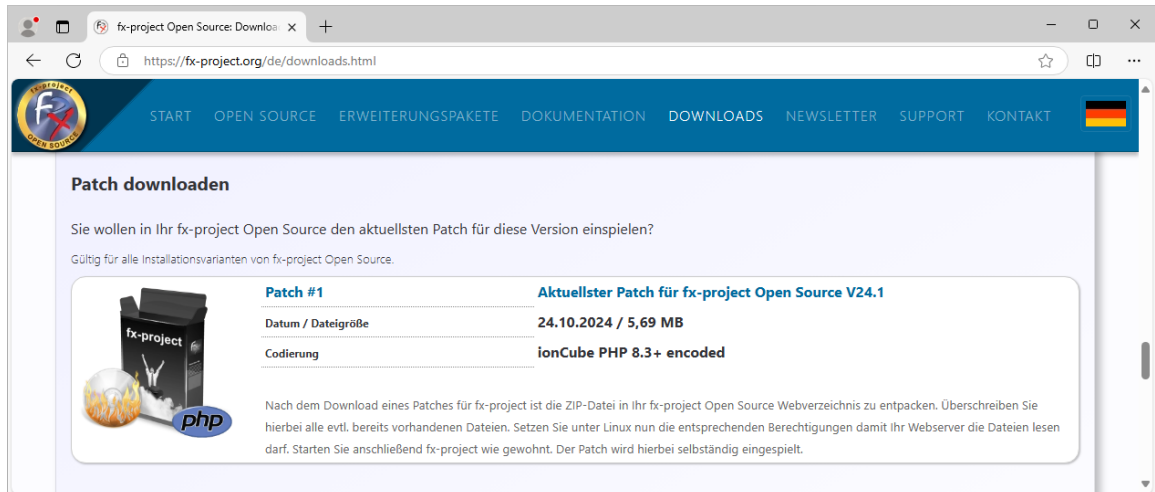 fx-project Open Source: Downloa
https://fx-project.org/de/downloads.html
fx-project
OPEN SOURCE
START OPEN SOURCE ERWEITERUNGSPAKETE DOKUMENTATION DOWNLOADS NEWSLETTER SUPPORT KONTAKT
Patch downloaden
Sie wollen in Ihr fx-project Open Source den aktuellsten Patch für diese Version einspielen?
Gültig für alle Installationsvarianten von fx-project Open Source.
fx-project
php
Patch #1 Aktuellster Patch für fx-project Open Source V24.1
Datum / Dateigröße 24.10.2024 / 5,69 MB
Codierung ionCube PHP 8.3+ encoded
Nach dem Download eines Patches für fx-project ist die ZIP-Datei in Ihr fx-project Open Source Webverzeichnis zu entpacken. Überschreiben Sie
hierbei alle evtl. bereits vorhandenen Dateien. Setzen Sie unter Linux nun die entsprechenden Berechtigungen damit Ihr Webserver die Dateien lesen
darf. Starten Sie anschließend fx-project wie gewohnt. Der Patch wird hierbei selbständig eingespielt.